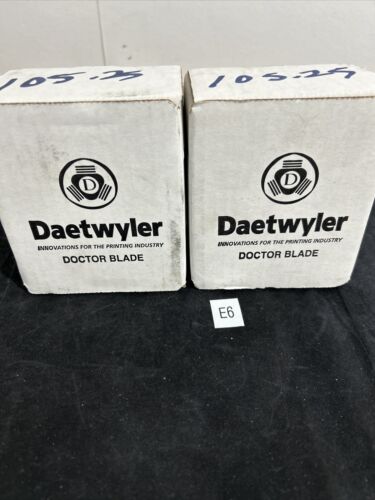 105.25
D
Daetwyler
INNOVATIONS FOR THE PRINTING INDUSTRY
DOCTOR BLADE
105.25
D
Daetwyler
INNOVATIONS FOR THE PRINTING INDUSTRY
DOCTOR BLADE
E6